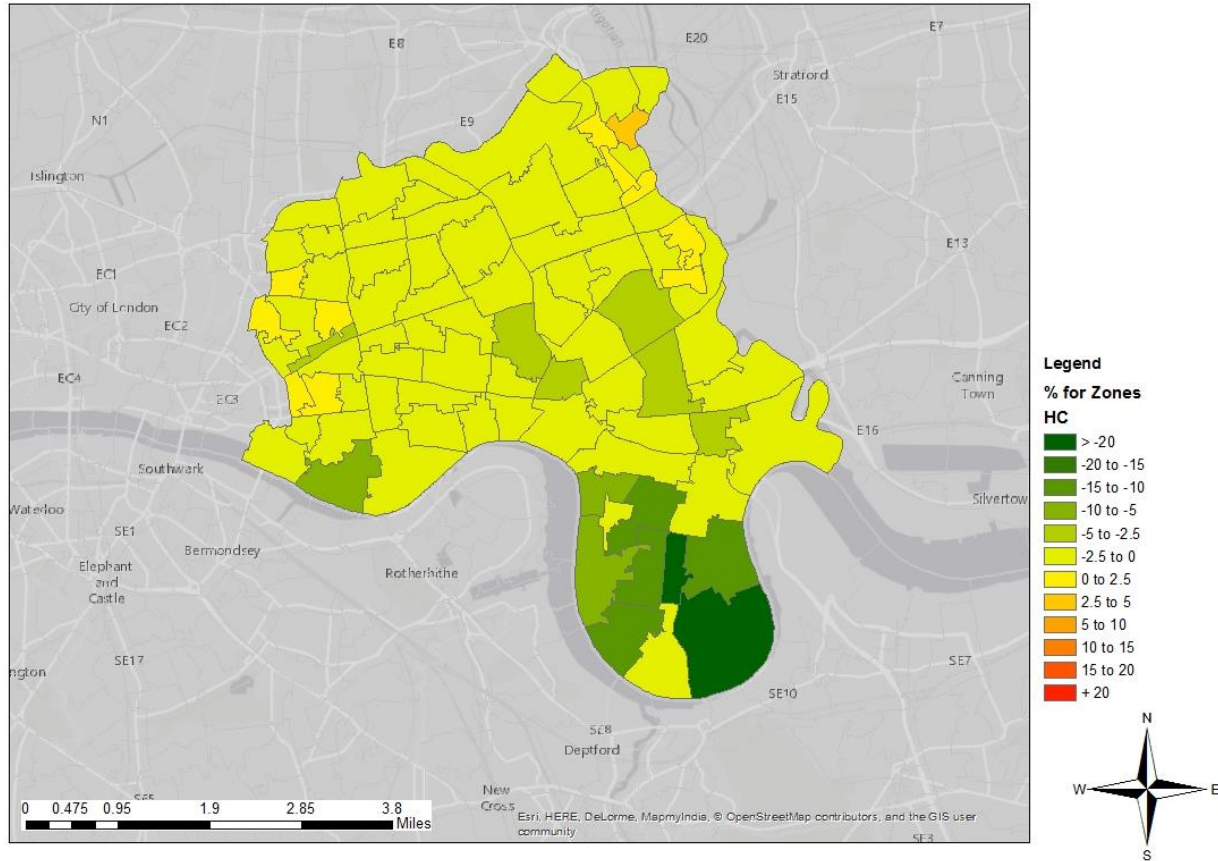 E7
E8
E20
Stratford
E15
E9
N1
Islington
E13
EC1
City of London
EC2
EC4
EC3
Canning
Town
E16
Southwark
Silvertow
Waterloo
SE1
Bermondsey
Rotherhithe
Elephant
and
Castle
SE17
ngton
SE7
SE10
SE8
Deptford
New
Cross
SE3
0 0.475 0.95 1.9 2.85 3.8
Miles
Esri, HERE, DeLorme, MapmyIndia, © OpenStreetMap contributors, and the GIS user
community
Legend
% for Zones
HC
> -20
-20 to -15
-15 to -10
-10 to -5
-5 to -2.5
-2.5 to 0
0 to 2.5
2.5 to 5
5 to 10
10 to 15
15 to 20
+ 20
N
W E
S